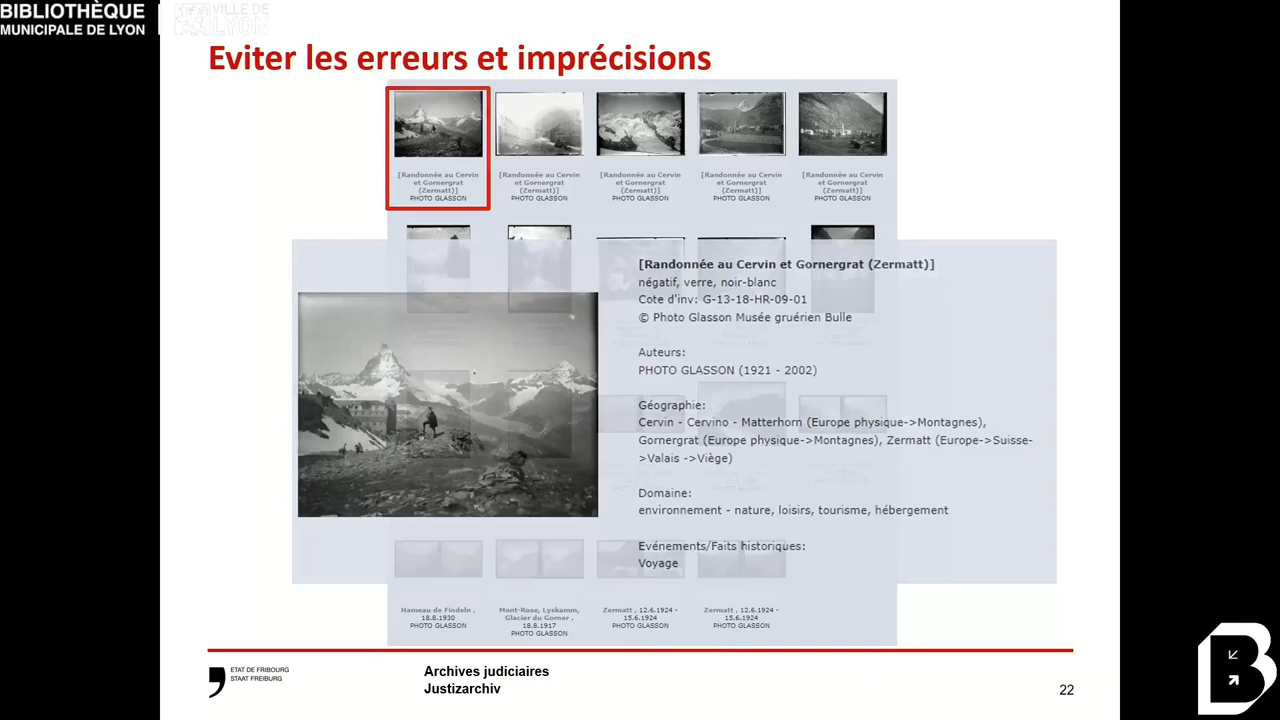 BIBLIOTHÈQUE
MUNICIPALE DE LYON
VILLE DE
LYON
Eviter les erreurs et imprécisions
[Randonnée au Cervin
et Gornergrat
(Zermatt)]
PHOTO GLASSON
[Randonnée au Cervin
et Gornergrat
(Zermatt)]
PHOTO GLASSON
[Randonnée au Cervin
et Gornergrat
(Zermatt)]
PHOTO GLASSON
[Randonnée au Cervin
et Gornergrat
(Zermatt)]
PHOTO GLASSON
[Randonnée au Cervin
et Gornergrat
(Zermatt)]
PHOTO GLASSON
[Randonnée au Cervin et Gornergrat (Zermatt)]
négatif, verre, noir-blanc
Cote d'inv: G-13-18-HR-09-01
© Photo Glasson Musée gruérien Bulle
Auteurs:
PHOTO GLASSON (1921 - 2002)
Géographie:
Cervin - Cervino - Matterhorn (Europe physique->Montagnes),
Gornergrat (Europe physique->Montagnes), Zermatt (Europe->Suisse-
>Valais ->Viège)
Domaine:
environnement - nature, loisirs, tourisme, hébergement
Evénements/Faits historiques:
Voyage
Hameau de Findeln ,
18.8.1930
PHOTO GLASSON
Mont-Rose, Lyskamm,
Glacier du Gorner ,
18.8.1917
PHOTO GLASSON
Zermatt , 12.6.1924 -
15.6.1924
PHOTO GLASSON
Zermatt , 12.6.1924 -
15.6.1924
PHOTO GLASSON
ETAT DE FRIBOURG
STAAT FREIBURG
Archives judiciaires
Justizarchiv
22
B